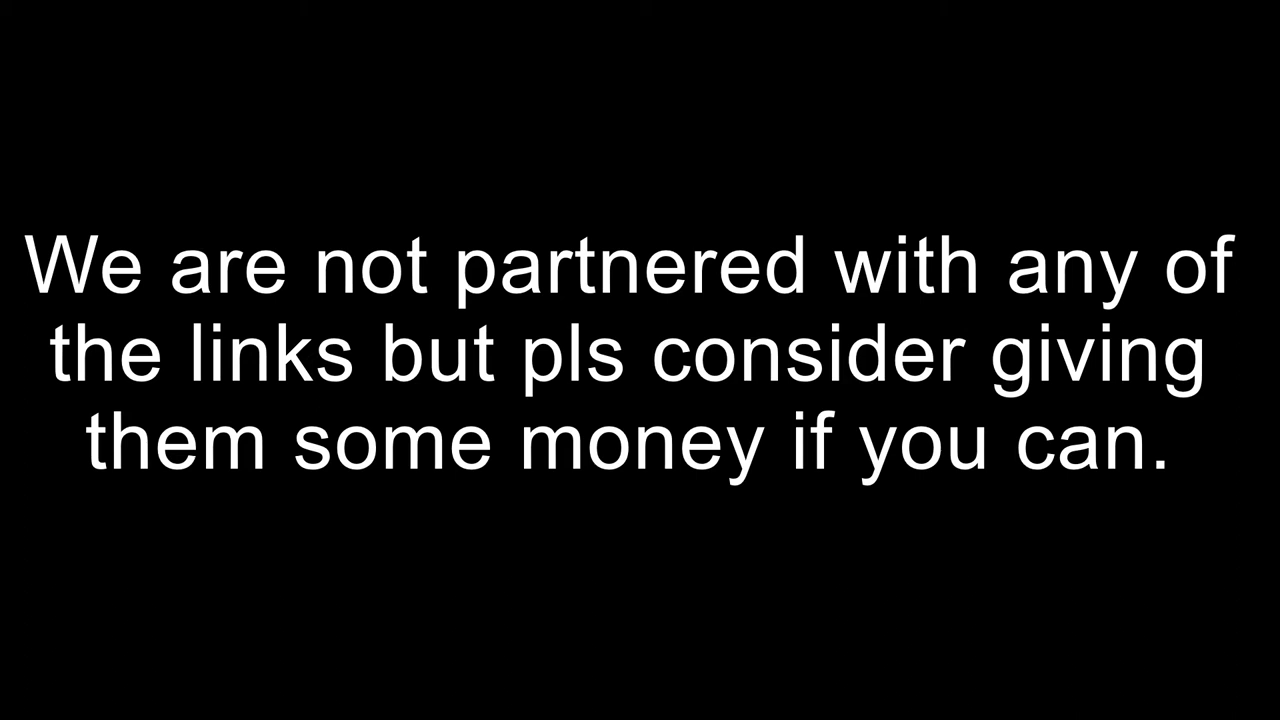 We are not partnered with any of
the links but pls consider giving
them some money if you can.